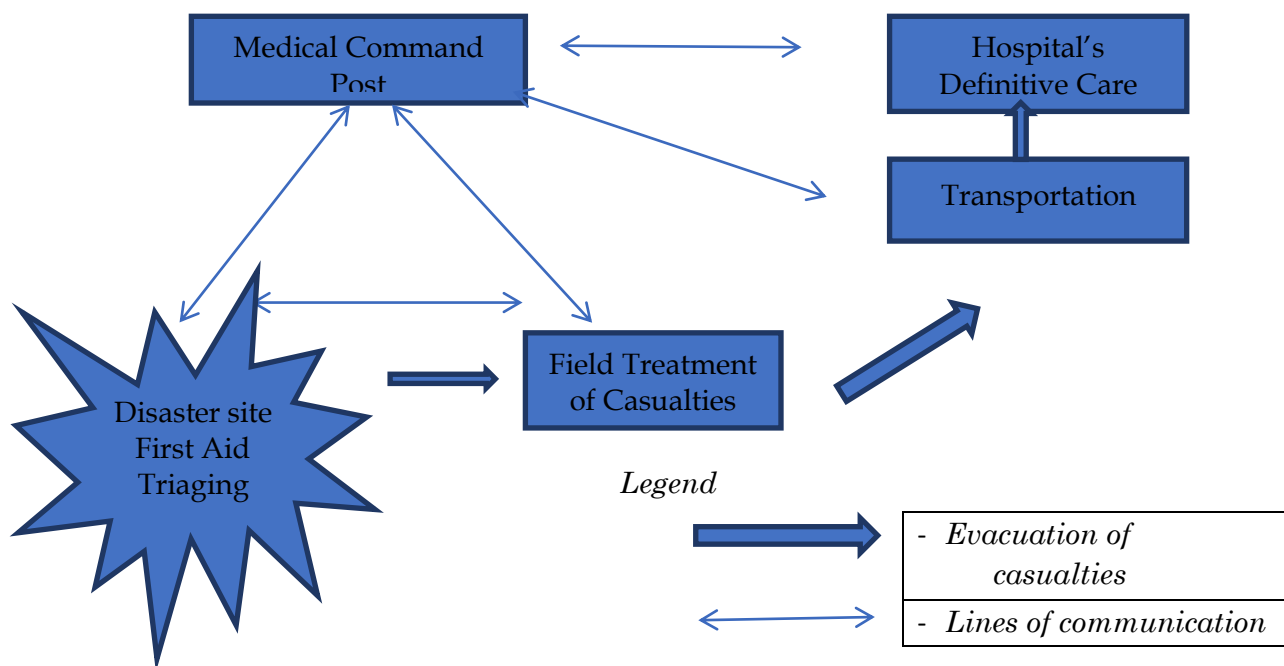 Medical Command
Post
Hospital's
Definitive Care
Transportation
Field Treatment
of Casualties
Disaster site
First Aid
Triaging
Legend
- Evacuation of
casualties
- Lines of communication